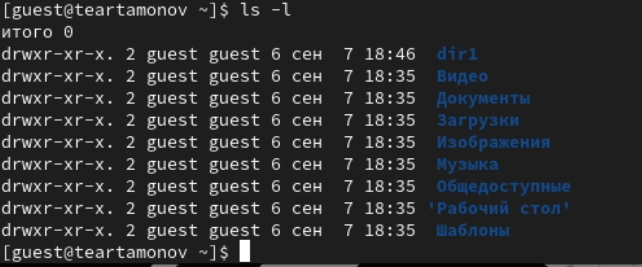 [guest@teartamonov ~]$ ls -l
итого 0
drwxr-xr-x. 2 guest guest 6 сен  7 18:46  dir1
drwxr-xr-x. 2 guest guest 6 сен  7 18:35  Видео
drwxr-xr-x. 2 guest guest 6 сен  7 18:35  Документы
drwxr-xr-x. 2 guest guest 6 сен  7 18:35  Загрузки
drwxr-xr-x. 2 guest guest 6 сен  7 18:35  Изображения
drwxr-xr-x. 2 guest guest 6 сен  7 18:35  Музыка
drwxr-xr-x. 2 guest guest 6 сен  7 18:35  Общедоступные
drwxr-xr-x. 2 guest guest 6 сен  7 18:35 'Рабочий стол'
drwxr-xr-x. 2 guest guest 6 сен  7 18:35  Шаблоны
[guest@teartamonov ~]$